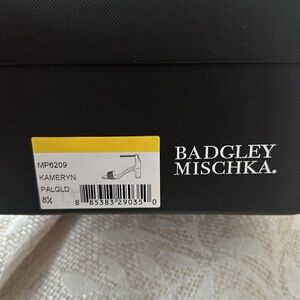 MP6209
KAMERYN
PALGLD
8½
8 85383 29035 0
BADGLEY
MISCHKA.